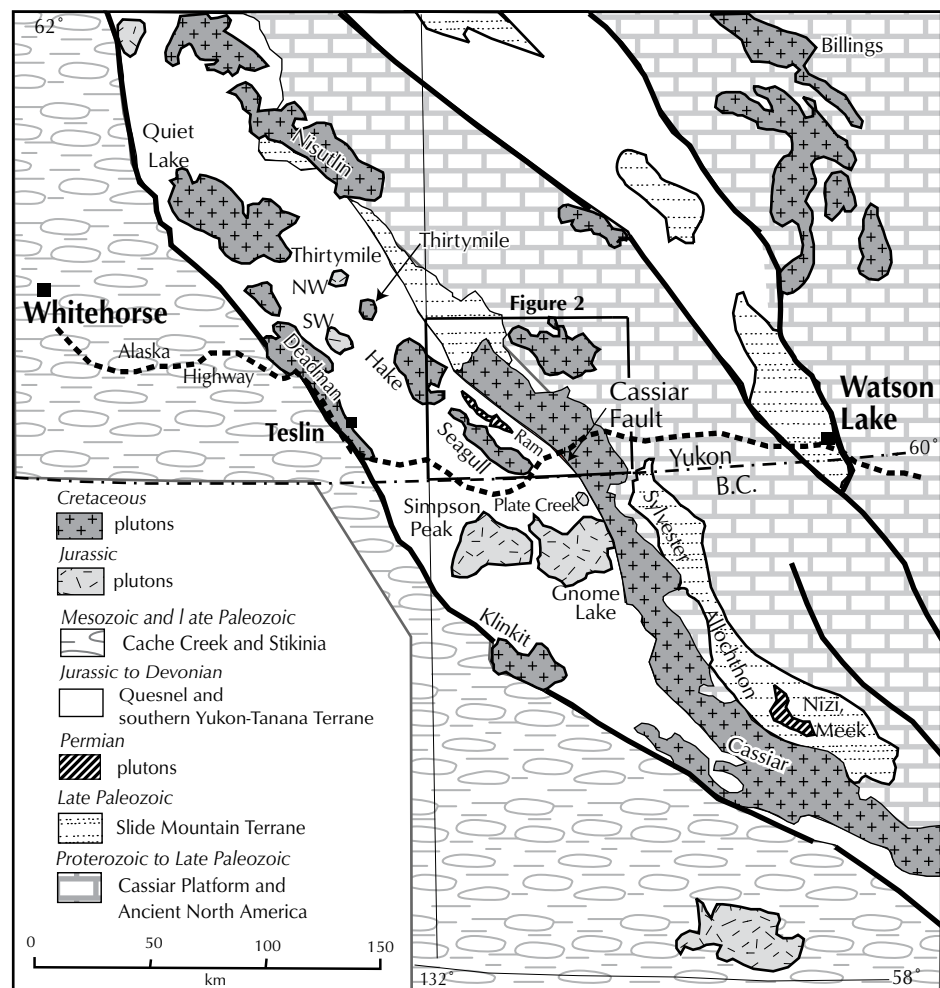 62°
Billings
Quiet
Lake
Nisutlin
Thirtymile
Thirtymile
NW
SW
Figure 2
Whitehorse
Alaska
Highway
Deadman
Hake
Cassiar
Fault
Watson
Lake
Teslin
Seagull
Ram
Yukon
60°
B.C.
Simpson
Peak
Plate Creek
Sylvester
Allochthon
Gnome
Lake
Klinkit
Nizi,
Meek
Cassiar
Cretaceous
plutons
Jurassic
plutons
Mesozoic and l ate Paleozoic
Cache Creek and Stikinia
Jurassic to Devonian
Quesnel and
southern Yukon-Tanana Terrane
Permian
plutons
Late Paleozoic
Slide Mountain Terrane
Proterozoic to Late Paleozoic
Cassiar Platform and
Ancient North America
0 50 100 150
km
132°
58°